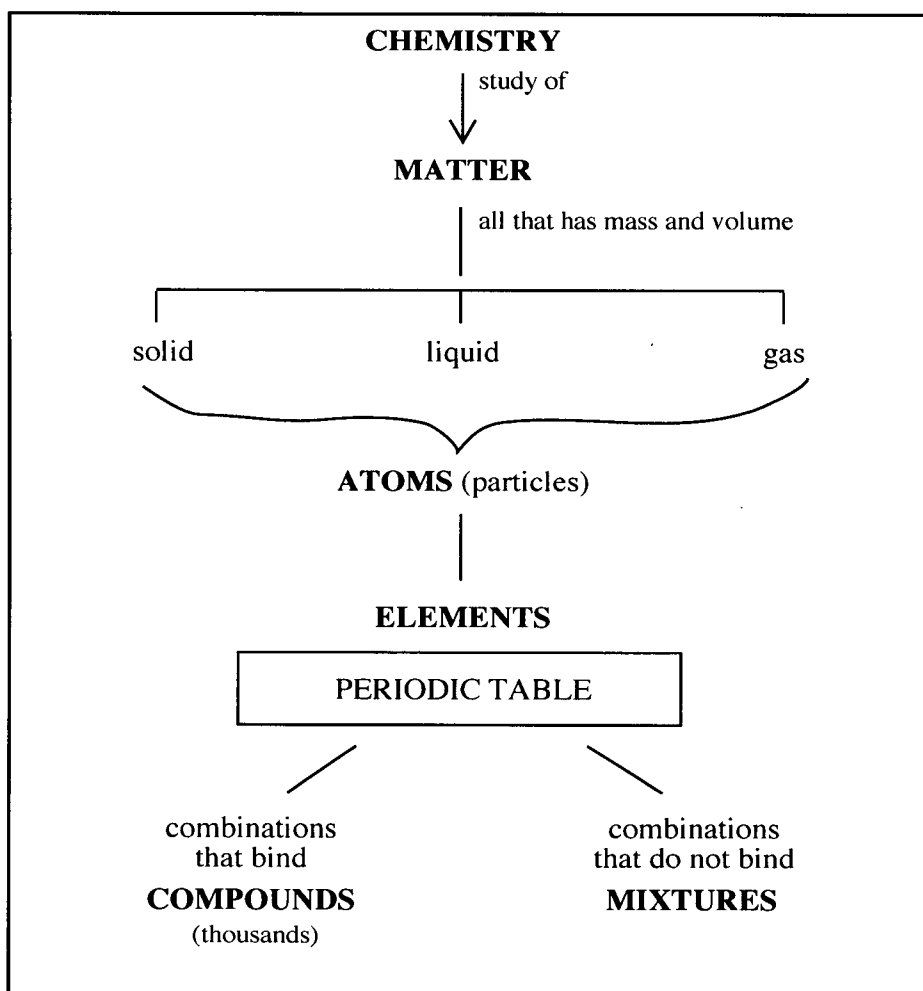 CHEMISTRY
study of
MATTER
all that has mass and volume
solid liquid gas
ATOMS (particles)
ELEMENTS
PERIODIC TABLE
combinations
that bind
COMPOUNDS
(thousands)
combinations
that do not bind
MIXTURES